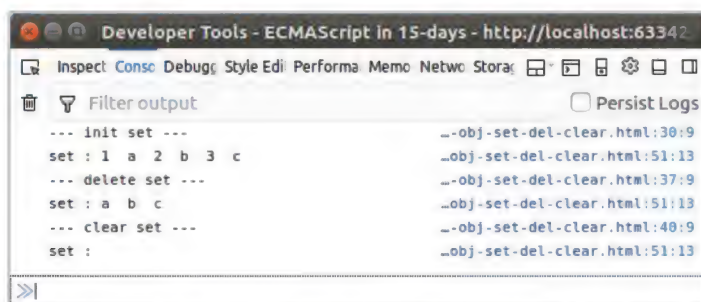 Developer Tools - ECMAScript in 15-days - http://localhost:63342
Inspect Consc Debugg Style Edi Performa Memo Netwo Storag
Filter output Persist Logs
--- init set --- …-obj-set-del-clear.html:30:9
set : 1 a 2 b 3 c …obj-set-del-clear.html:51:13
--- delete set --- …-obj-set-del-clear.html:37:9
set : a b c …obj-set-del-clear.html:51:13
--- clear set --- …-obj-set-del-clear.html:40:9
set : …obj-set-del-clear.html:51:13
≫